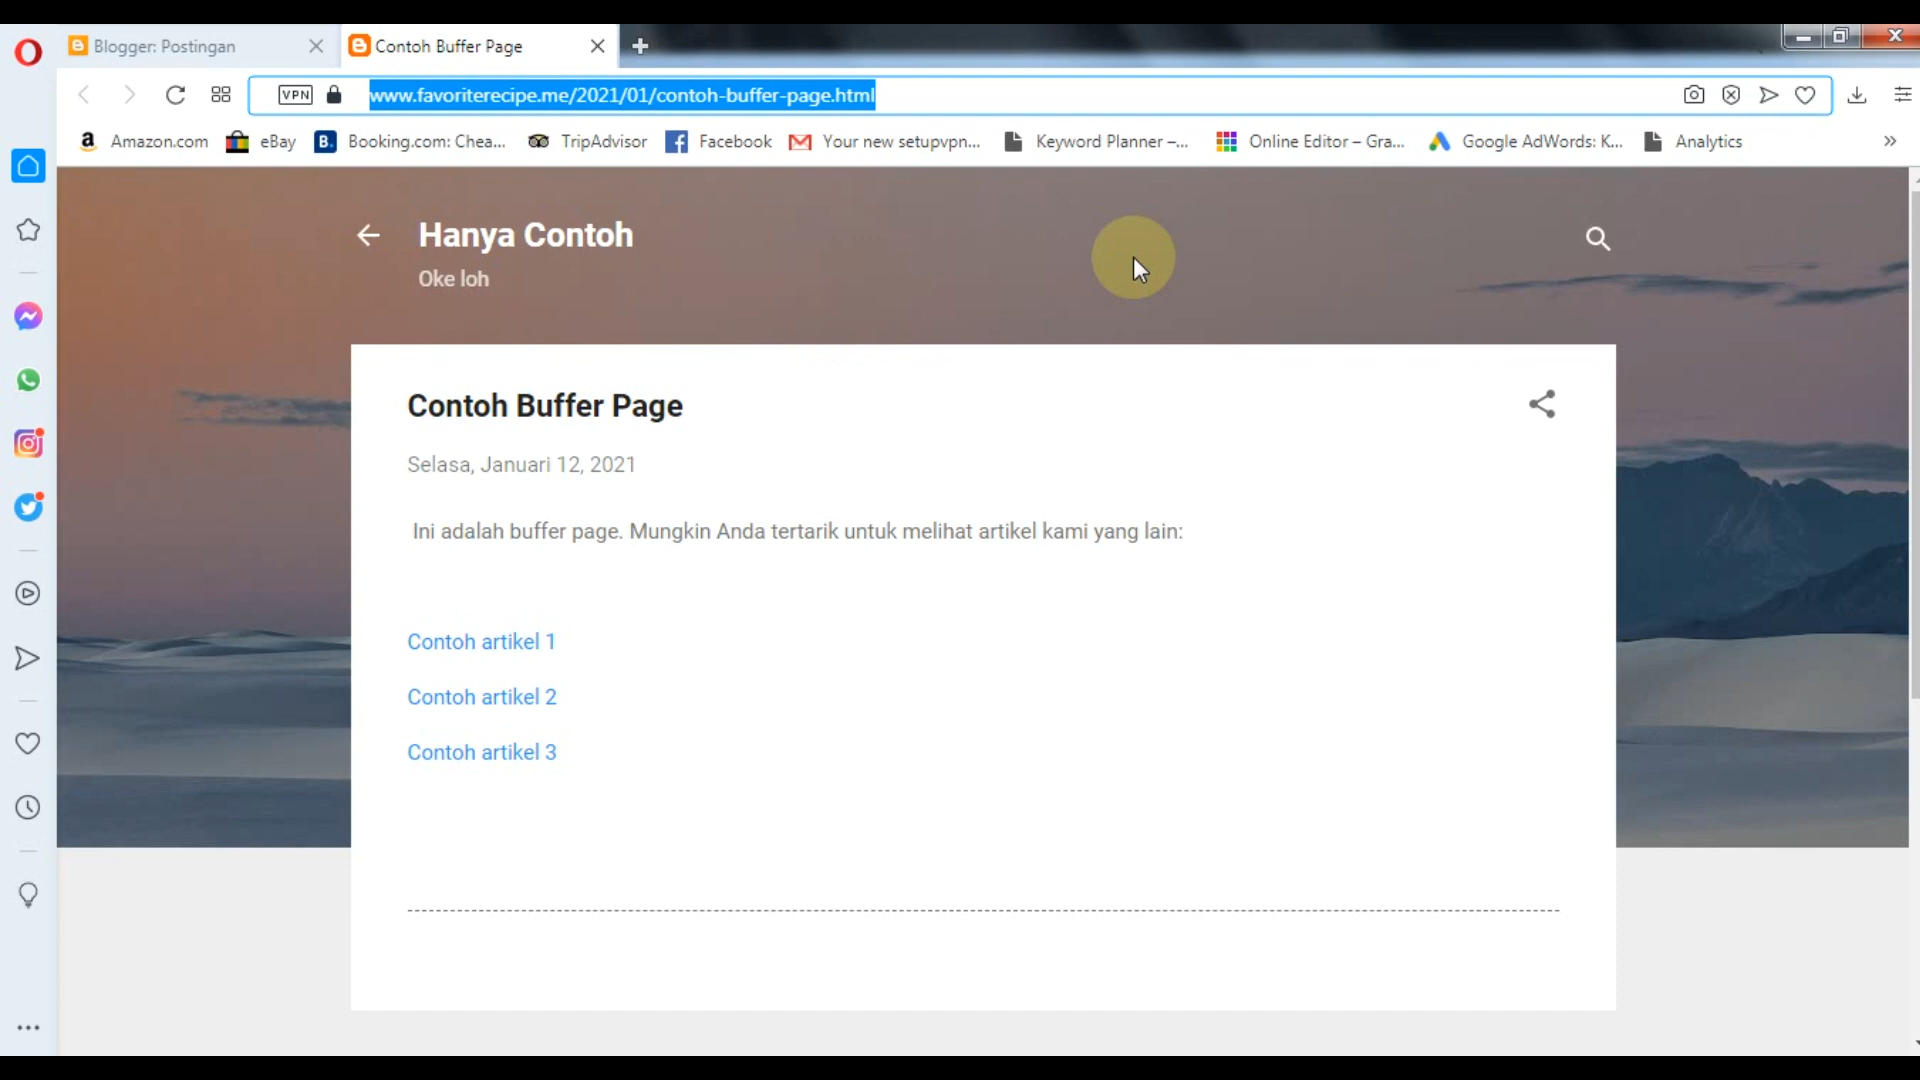 Blogger: Postingan
Contoh Buffer Page
VPN
www.favoriterecipe.me/2021/01/contoh-buffer-page.html
a Amazon.com eBay B. Booking.com: Chea... TripAdvisor Facebook Your new setupvpn... Keyword Planner –... Online Editor – Gra... Google AdWords: K... Analytics
Hanya Contoh
Oke loh
Contoh Buffer Page
Selasa, Januari 12, 2021
Ini adalah buffer page. Mungkin Anda tertarik untuk melihat artikel kami yang lain:
Contoh artikel 1
Contoh artikel 2
Contoh artikel 3